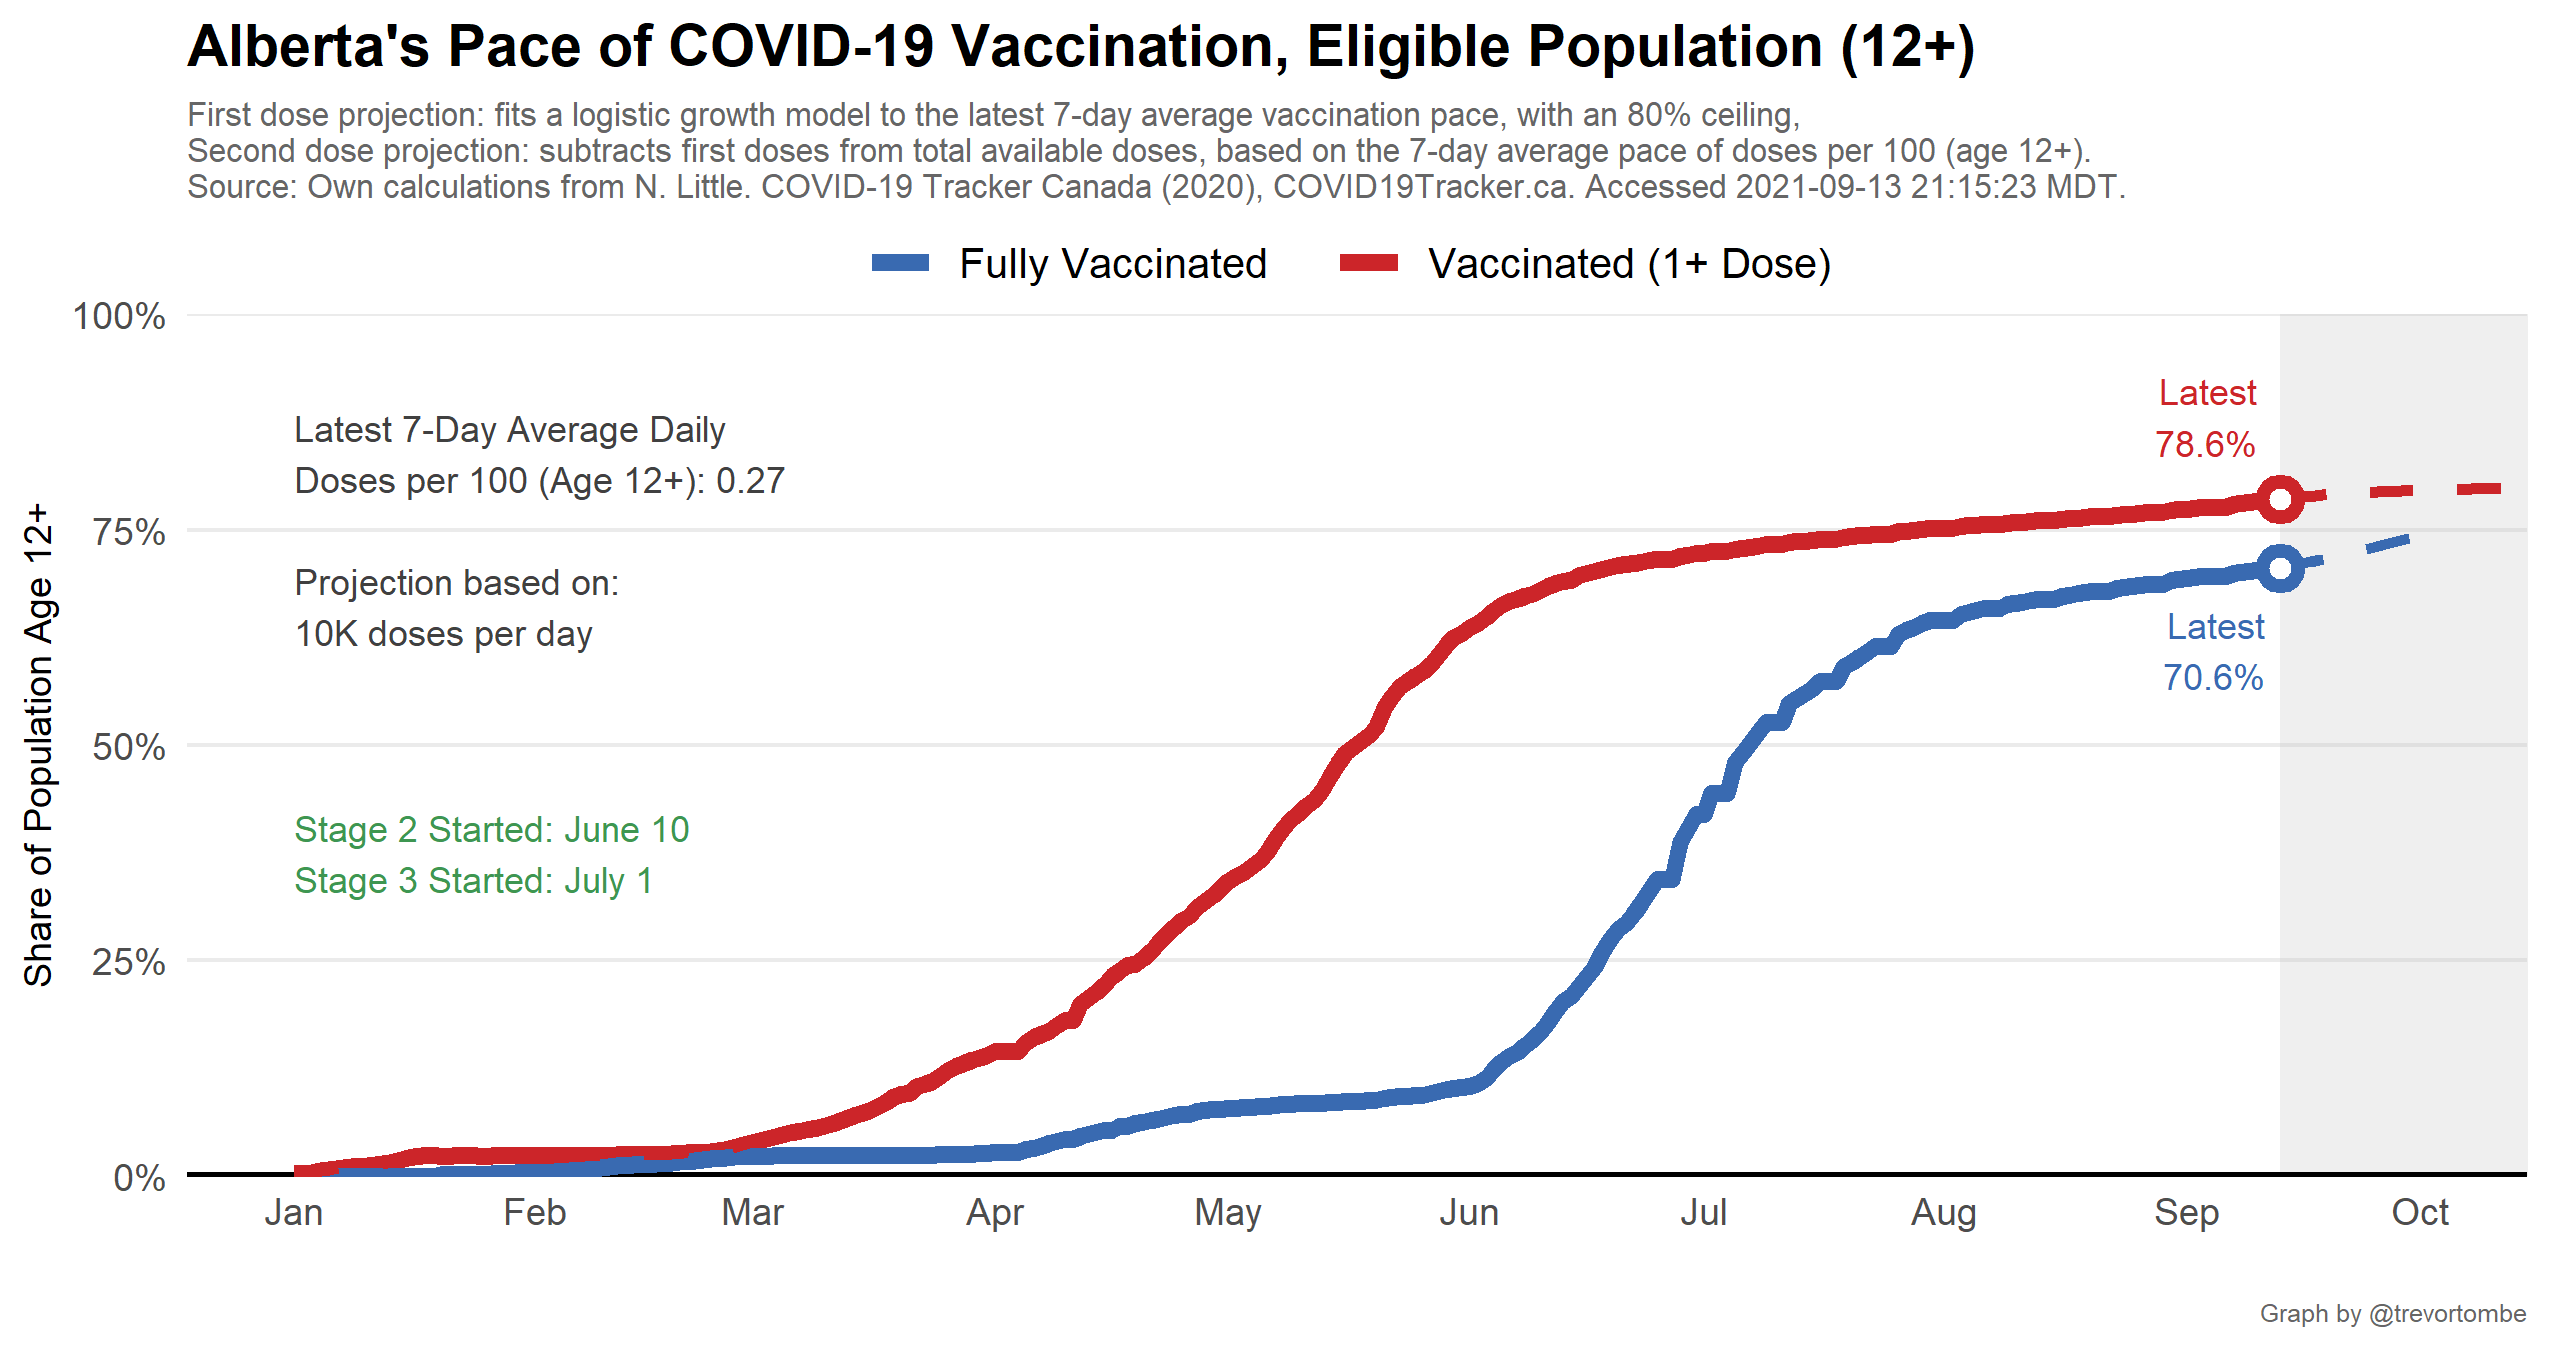 Alberta's Pace of COVID-19 Vaccination, Eligible Population (12+)
First dose projection: fits a logistic growth model to the latest 7-day average vaccination pace, with an 80% ceiling,
Second dose projection: subtracts first doses from total available doses, based on the 7-day average pace of doses per 100 (age 12+).
Source: Own calculations from N. Little. COVID-19 Tracker Canada (2020), COVID19Tracker.ca. Accessed 2021-09-13 21:15:23 MDT.
Fully Vaccinated
Vaccinated (1+ Dose)
Share of Population Age 12+
100%
75%
50%
25%
0%
Latest 7-Day Average Daily
Doses per 100 (Age 12+): 0.27
Projection based on:
10K doses per day
Stage 2 Started: June 10
Stage 3 Started: July 1
Latest
78.6%
Latest
70.6%
Jan
Feb
Mar
Apr
May
Jun
Jul
Aug
Sep
Oct
Graph by @trevortombe